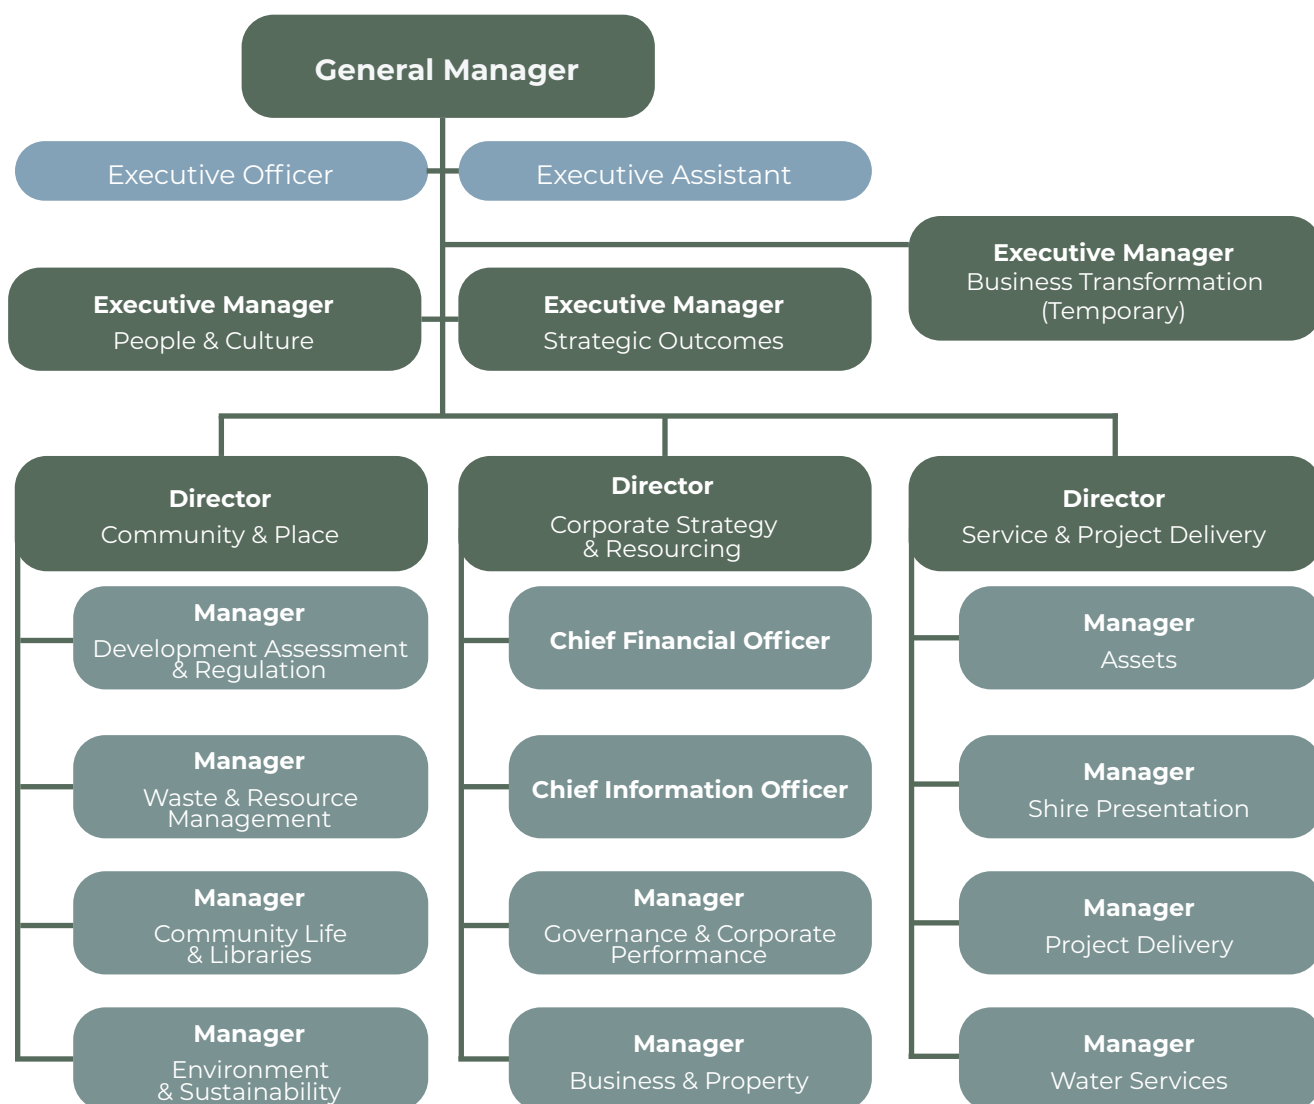 General Manager
Executive Officer
Executive Assistant
Executive Manager
Business Transformation
(Temporary)
Executive Manager
People & Culture
Executive Manager
Strategic Outcomes
Director
Community & Place
Director
Corporate Strategy
& Resourcing
Director
Service & Project Delivery
Manager
Development Assessment
& Regulation
Manager
Waste & Resource
Management
Manager
Community Life
& Libraries
Manager
Environment
& Sustainability
Chief Financial Officer
Chief Information Officer
Manager
Governance & Corporate
Performance
Manager
Business & Property
Manager
Assets
Manager
Shire Presentation
Manager
Project Delivery
Manager
Water Services